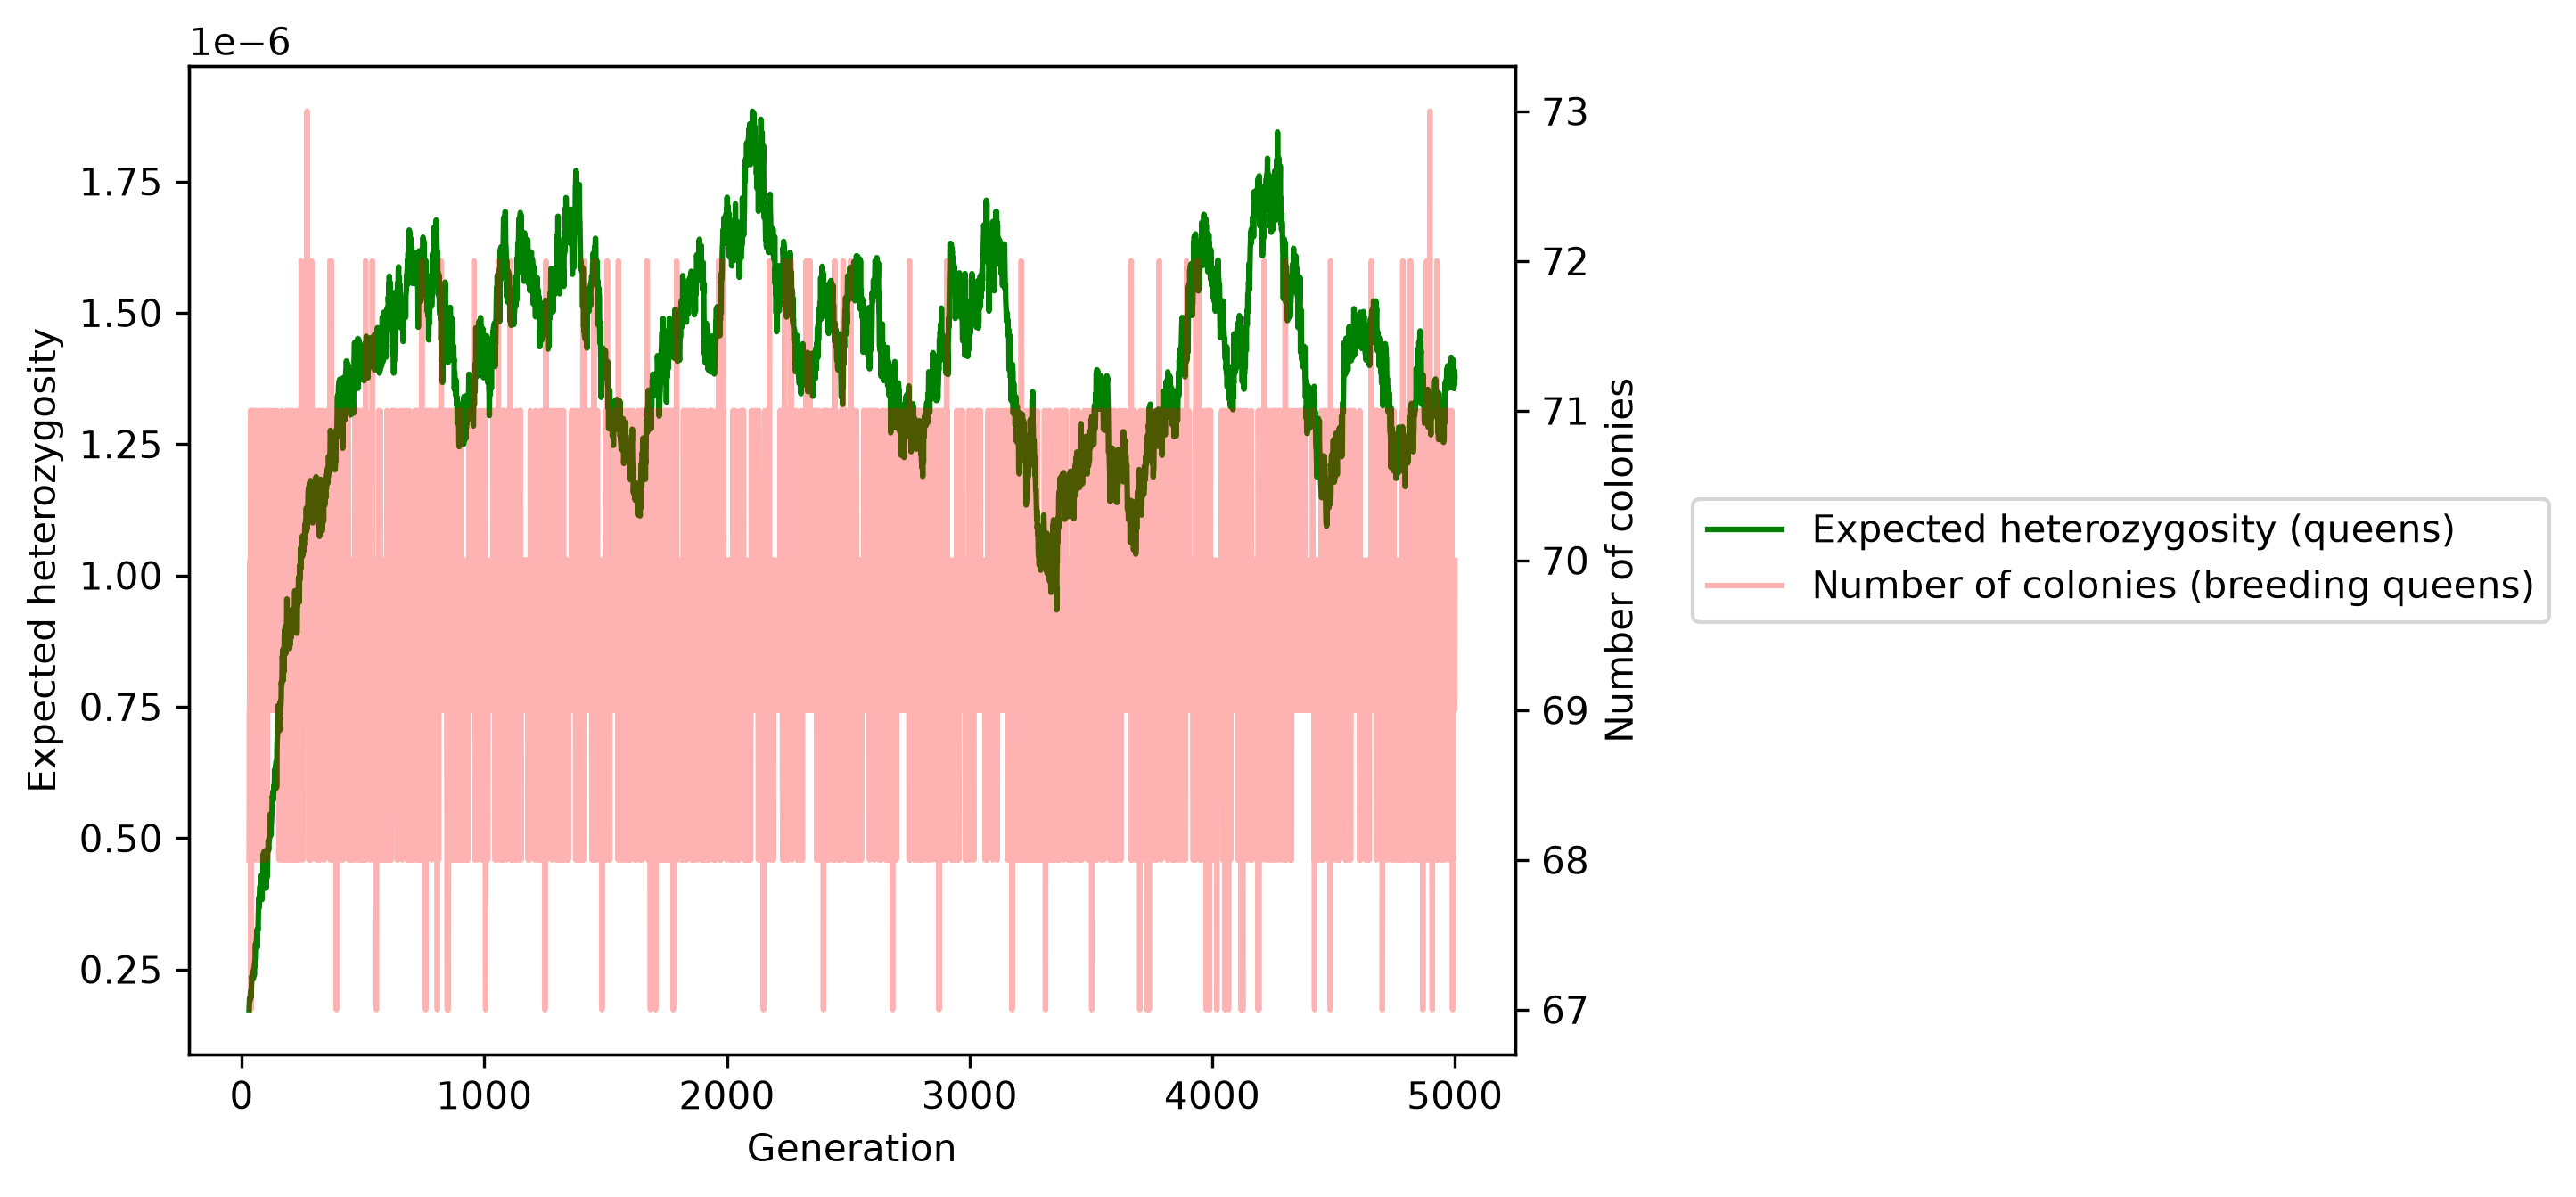 1e−6
Expected heterozygosity
1.75
1.50
1.25
1.00
0.75
0.50
0.25
0 1000 2000 3000 4000 5000
Generation
73
72
71
70
69
68
67
Number of colonies
Expected heterozygosity (queens)
Number of colonies (breeding queens)